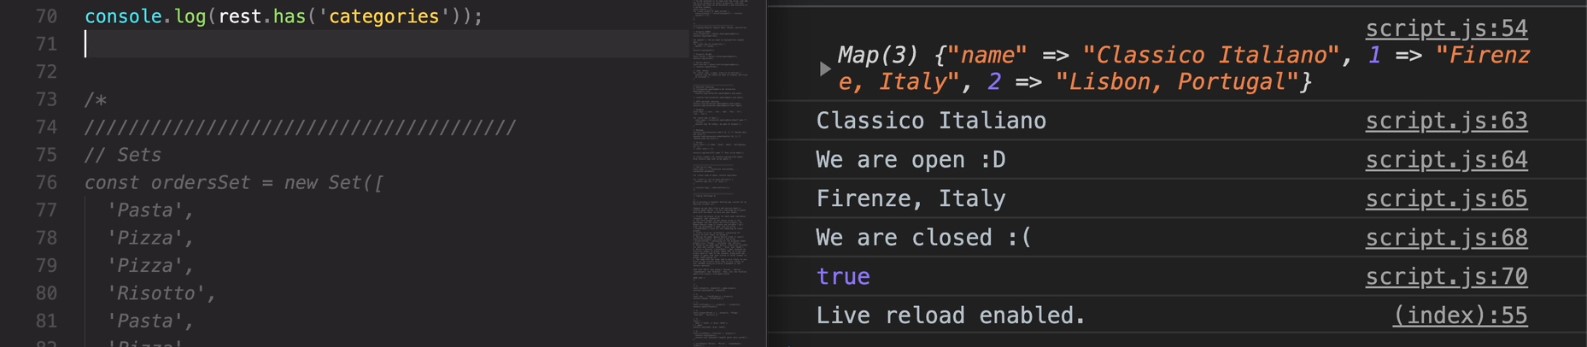 70 console.log(rest.has('categories'));
71
72
73 /*
74 ///////////////////////////////////////
75 // Sets
76 const ordersSet = new Set([
77 'Pasta',
78 'Pizza',
79 'Pizza',
80 'Risotto',
81 'Pasta',
script.js:54
Map(3) {"name" => "Classico Italiano", 1 => "Firenz
e, Italy", 2 => "Lisbon, Portugal"}
Classico Italiano script.js:63
We are open :D script.js:64
Firenze, Italy script.js:65
We are closed :( script.js:68
true script.js:70
Live reload enabled. (index):55